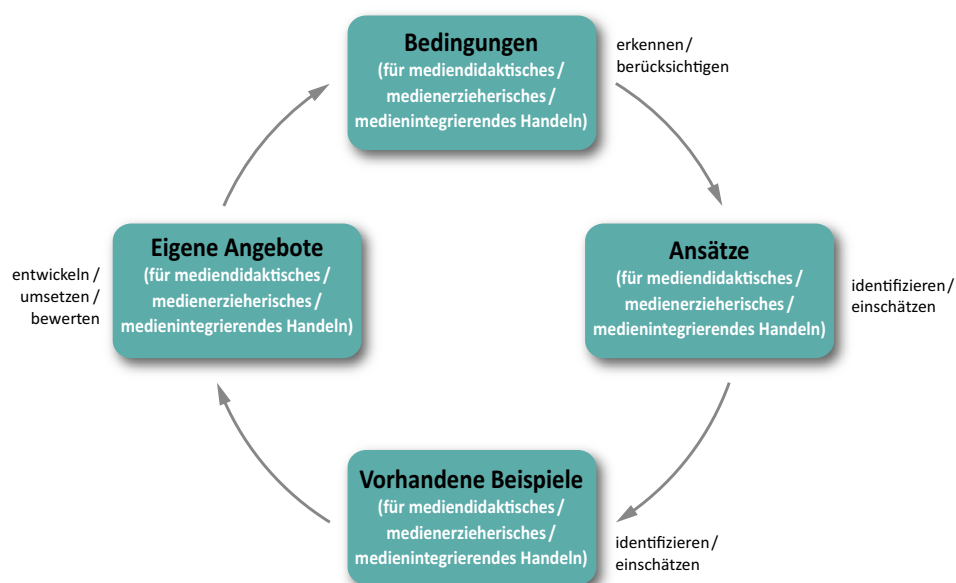 Bedingungen
(für mediendidaktisches /
medienerzieherisches /
medienintegrierendes Handeln)
erkennen /
berücksichtigen
Eigene Angebote
(für mediendidaktisches /
medienerzieherisches /
medienintegrierendes Handeln)
entwickeln /
umsetzen /
bewerten
Ansätze
(für mediendidaktisches /
medienerzieherisches /
medienintegrierendes Handeln)
identifizieren /
einschätzen
Vorhandene Beispiele
(für mediendidaktisches /
medienerzieherisches /
medienintegrierendes Handeln)
identifizieren /
einschätzen